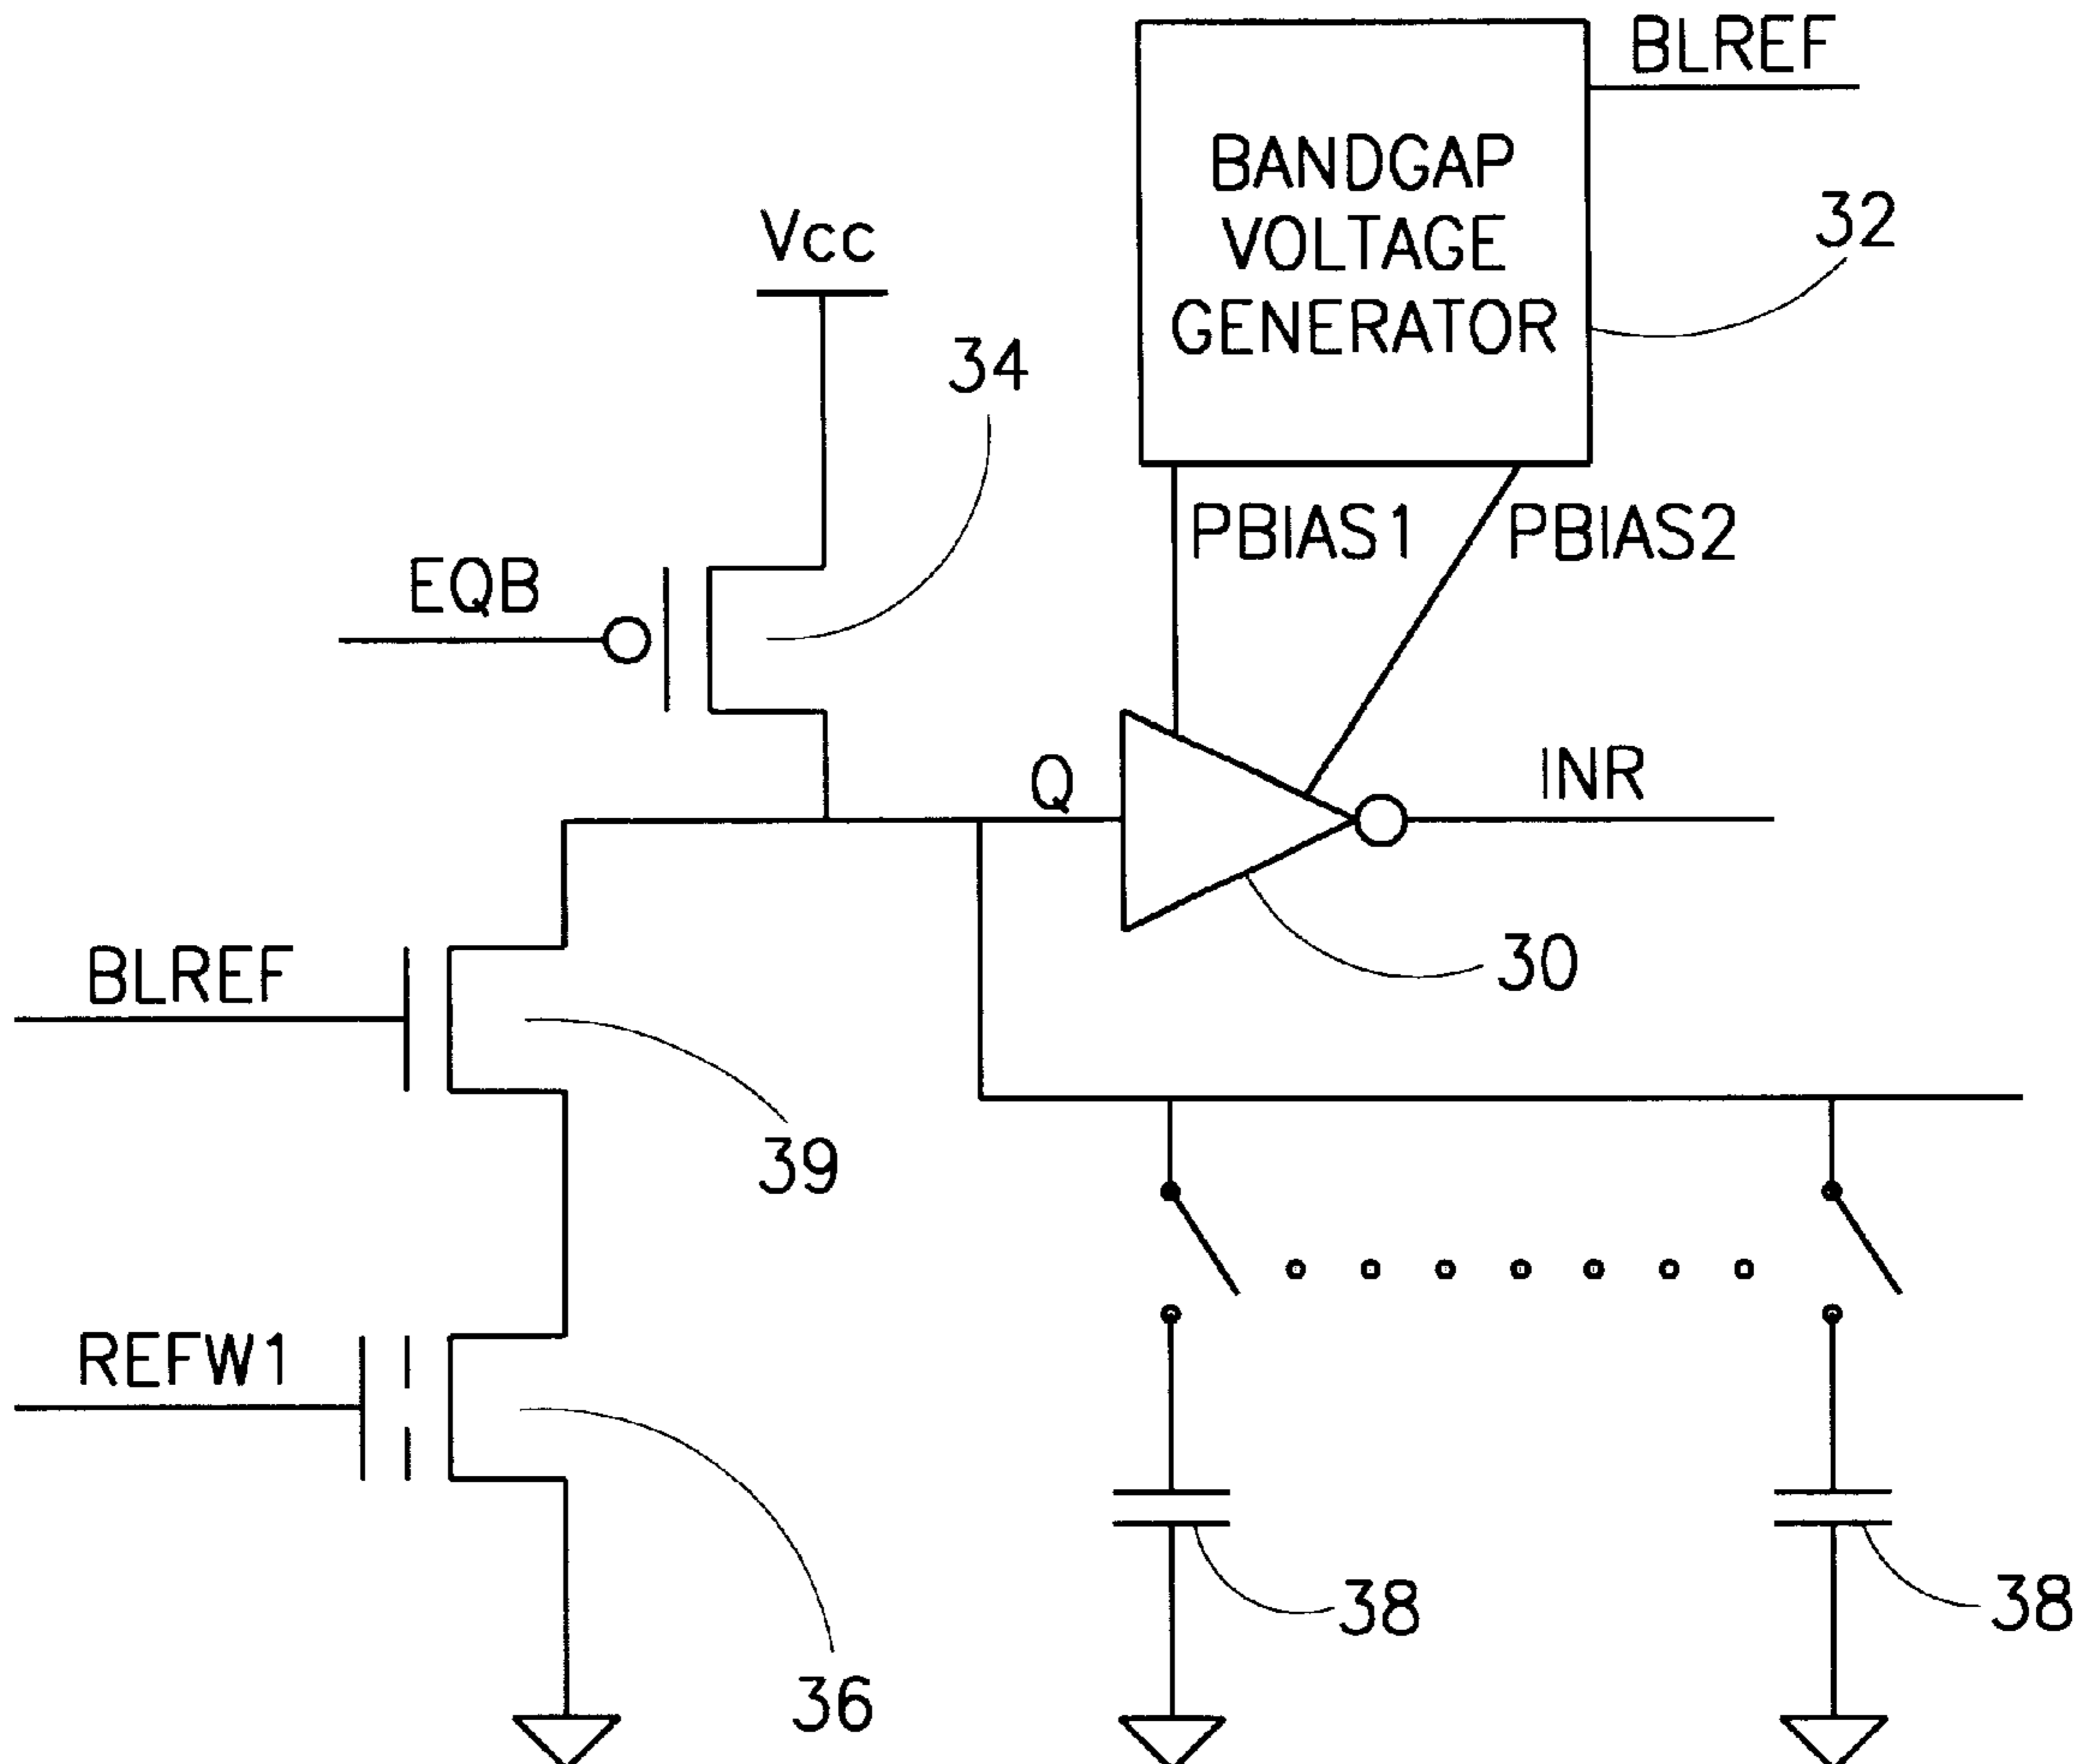 BLREF
BANDGAP
VOLTAGE
GENERATOR
32
Vcc
34
PBIAS1
PBIAS2
EQB
Q
INR
30
BLREF
39
REFW1
36
38
38